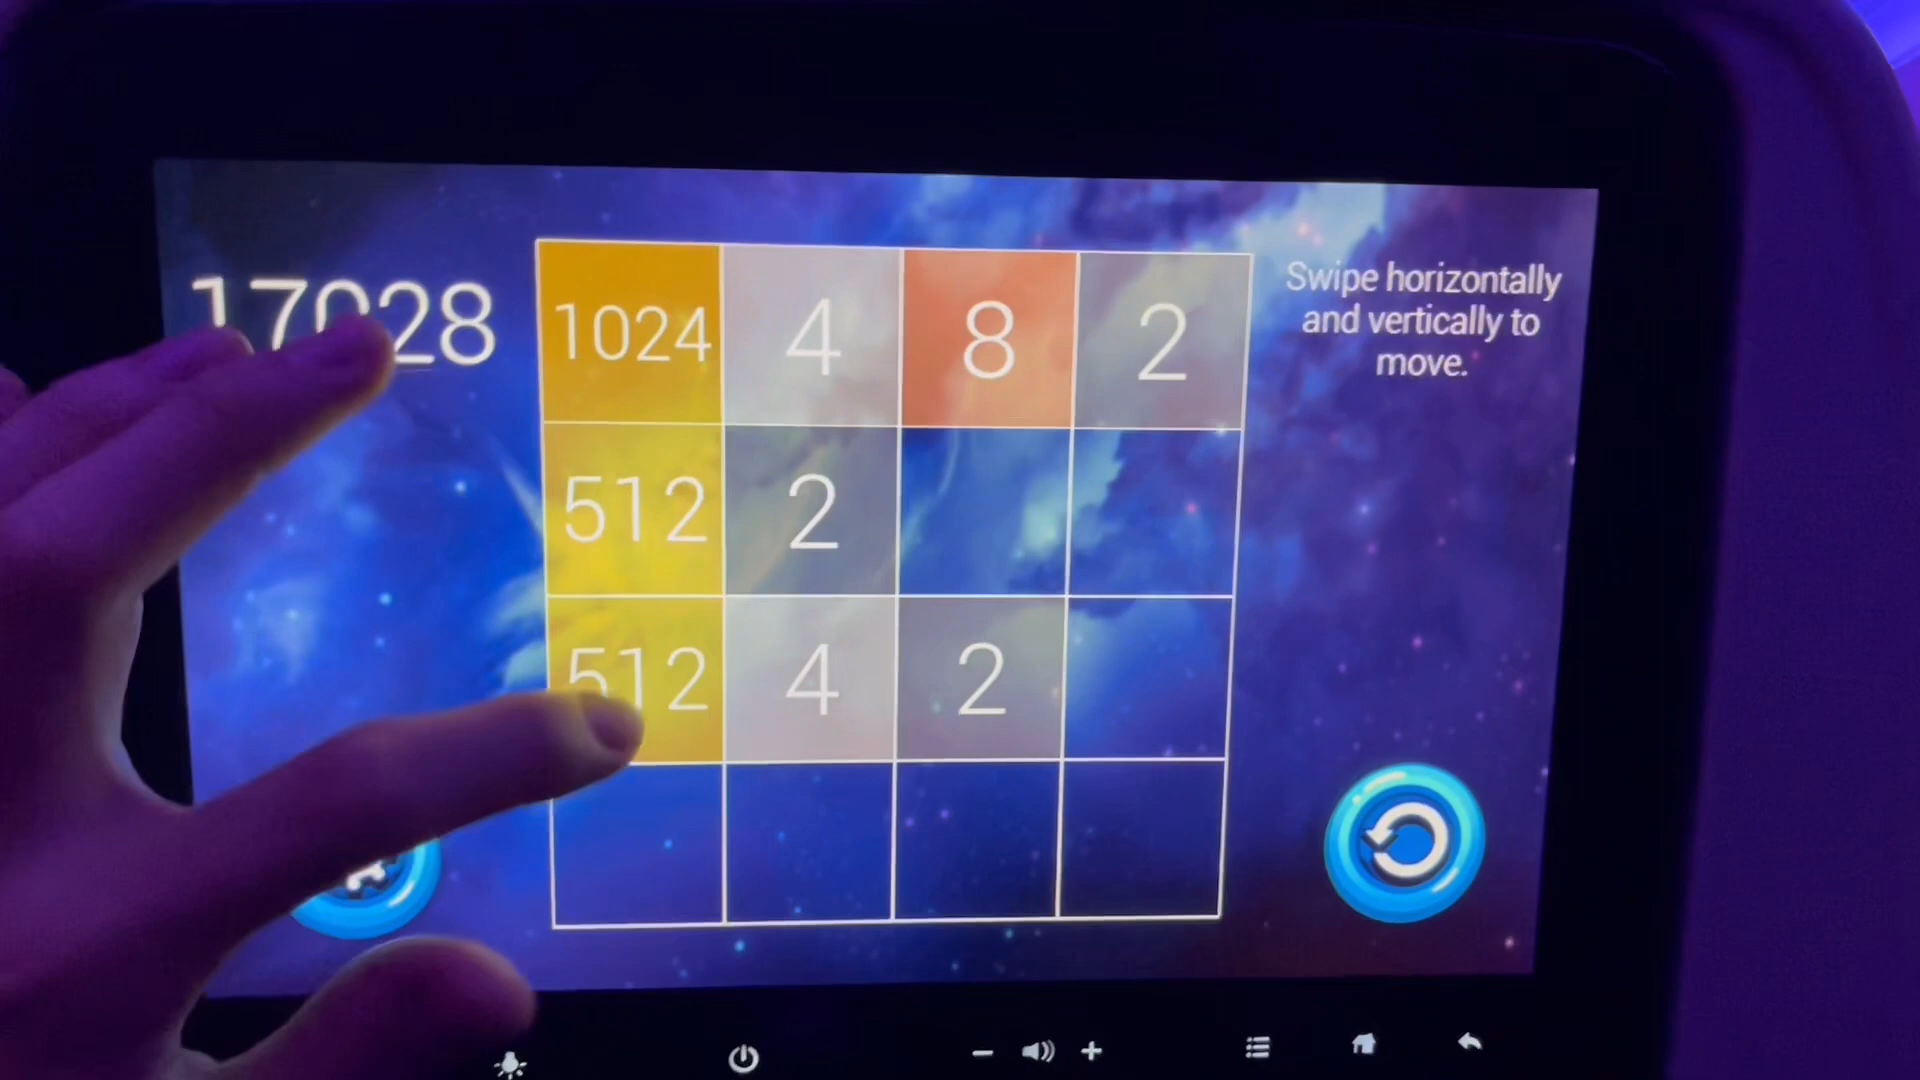 17028
Swipe horizontally
and vertically to
move.
1024 4 8 2
512 2
512 4 2